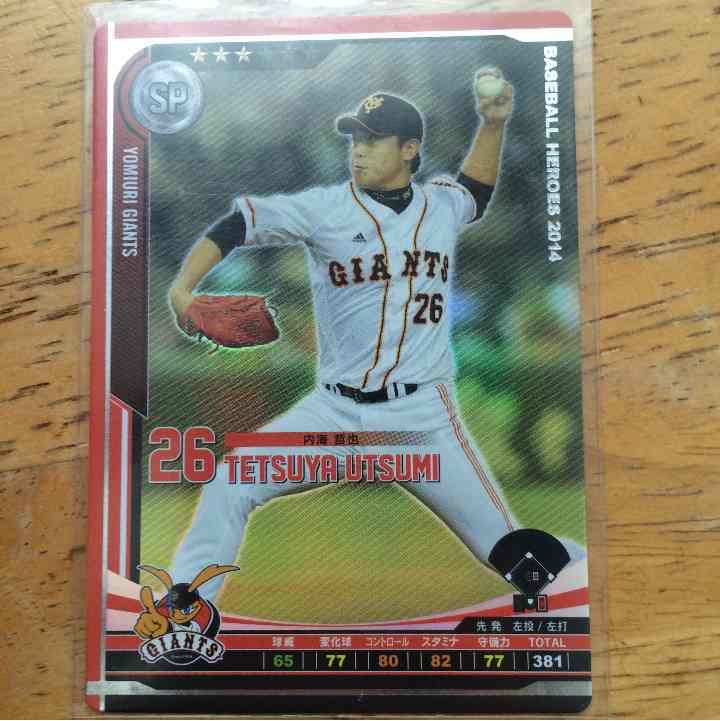 ★★★
SP
YOMIURI GIANTS
BASEBALL HEROES 2014
YG
adidas
GIANTS
26
内海 哲也
26 TETSUYA UTSUMI
GIANTS
先発 左投/左打
球威 変化球 コントロール スタミナ 守備力 TOTAL
65 77 80 82 77 381